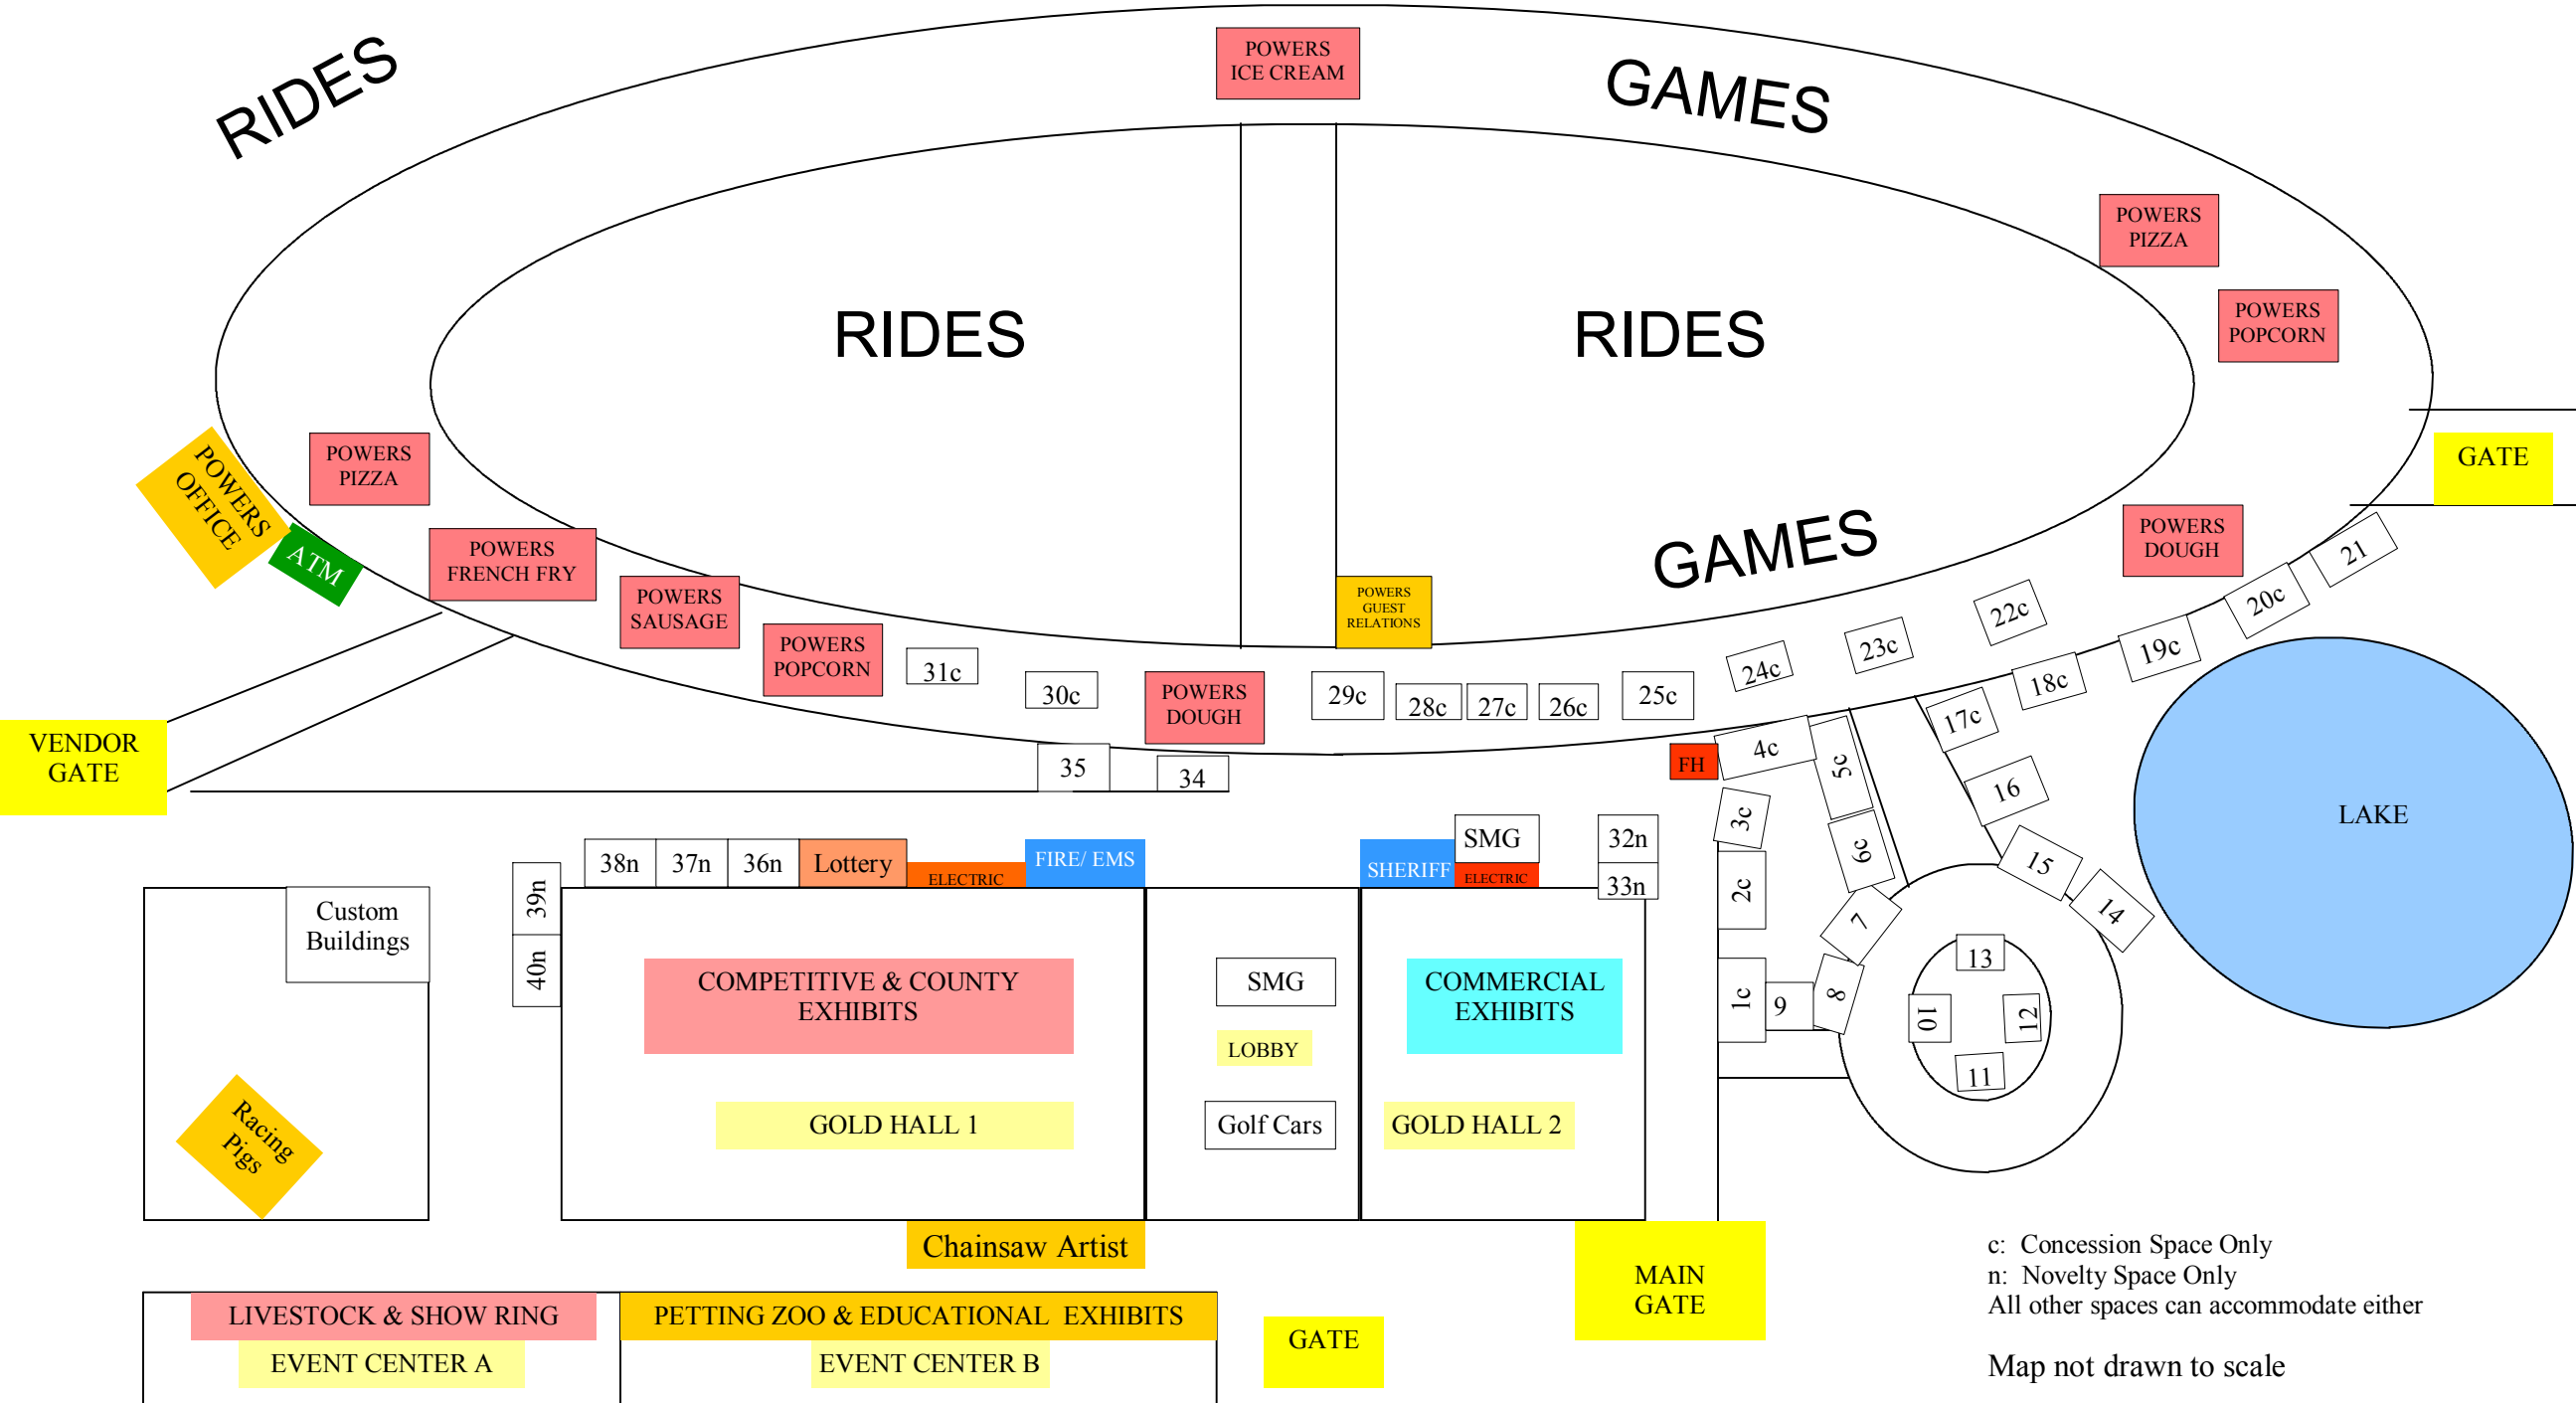 RIDES
POWERS
ICE CREAM
GAMES
POWERS
PIZZA
POWERS
POPCORN
RIDES
RIDES
GATE
POWERS
PIZZA
POWERS
OFFICE
ATM
POWERS
FRENCH FRY
POWERS
SAUSAGE
POWERS
POPCORN
POWERS
GUEST
RELATIONS
GAMES
POWERS
DOUGH
21
20c
19c
18c
22c
23c
24c
31c
30c
POWERS
DOUGH
29c
28c
27c
26c
25c
17c
16
15
14
VENDOR
GATE
35
34
FH
4c
5c
6c
3c
2c
1c
7
8
9
13
10
12
11
LAKE
38n
37n
36n
Lottery
ELECTRIC
FIRE/ EMS
SHERIFF
SMG
ELECTRIC
32n
33n
39n
40n
Custom
Buildings
COMPETITIVE & COUNTY
EXHIBITS
SMG
LOBBY
COMMERCIAL
EXHIBITS
GOLD HALL 1
Golf Cars
GOLD HALL 2
Racing
Pigs
Chainsaw Artist
MAIN
GATE
LIVESTOCK & SHOW RING
PETTING ZOO & EDUCATIONAL EXHIBITS
EVENT CENTER A
EVENT CENTER B
GATE
c: Concession Space Only
n: Novelty Space Only
All other spaces can accommodate either
Map not drawn to scale